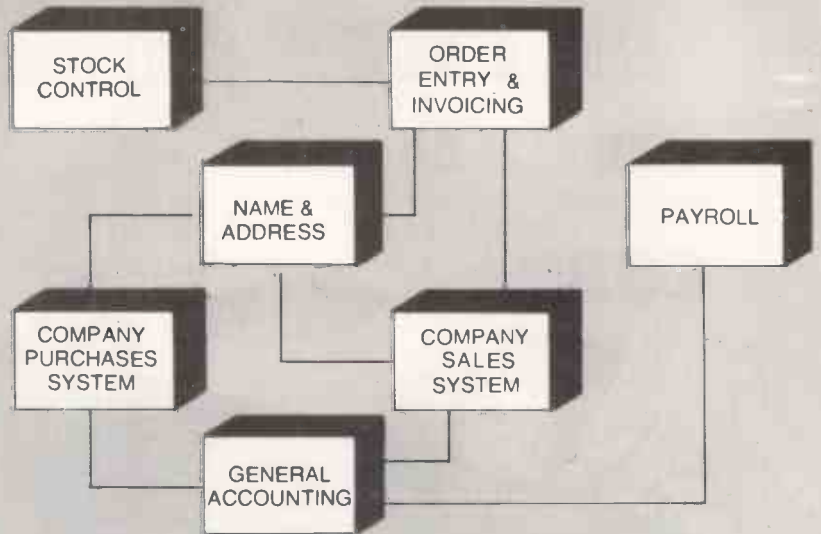 STOCK
CONTROL
ORDER
ENTRY &
INVOICING
NAME &
ADDRESS
PAYROLL
COMPANY
PURCHASES
SYSTEM
COMPANY
SALES
SYSTEM
GENERAL
ACCOUNTING